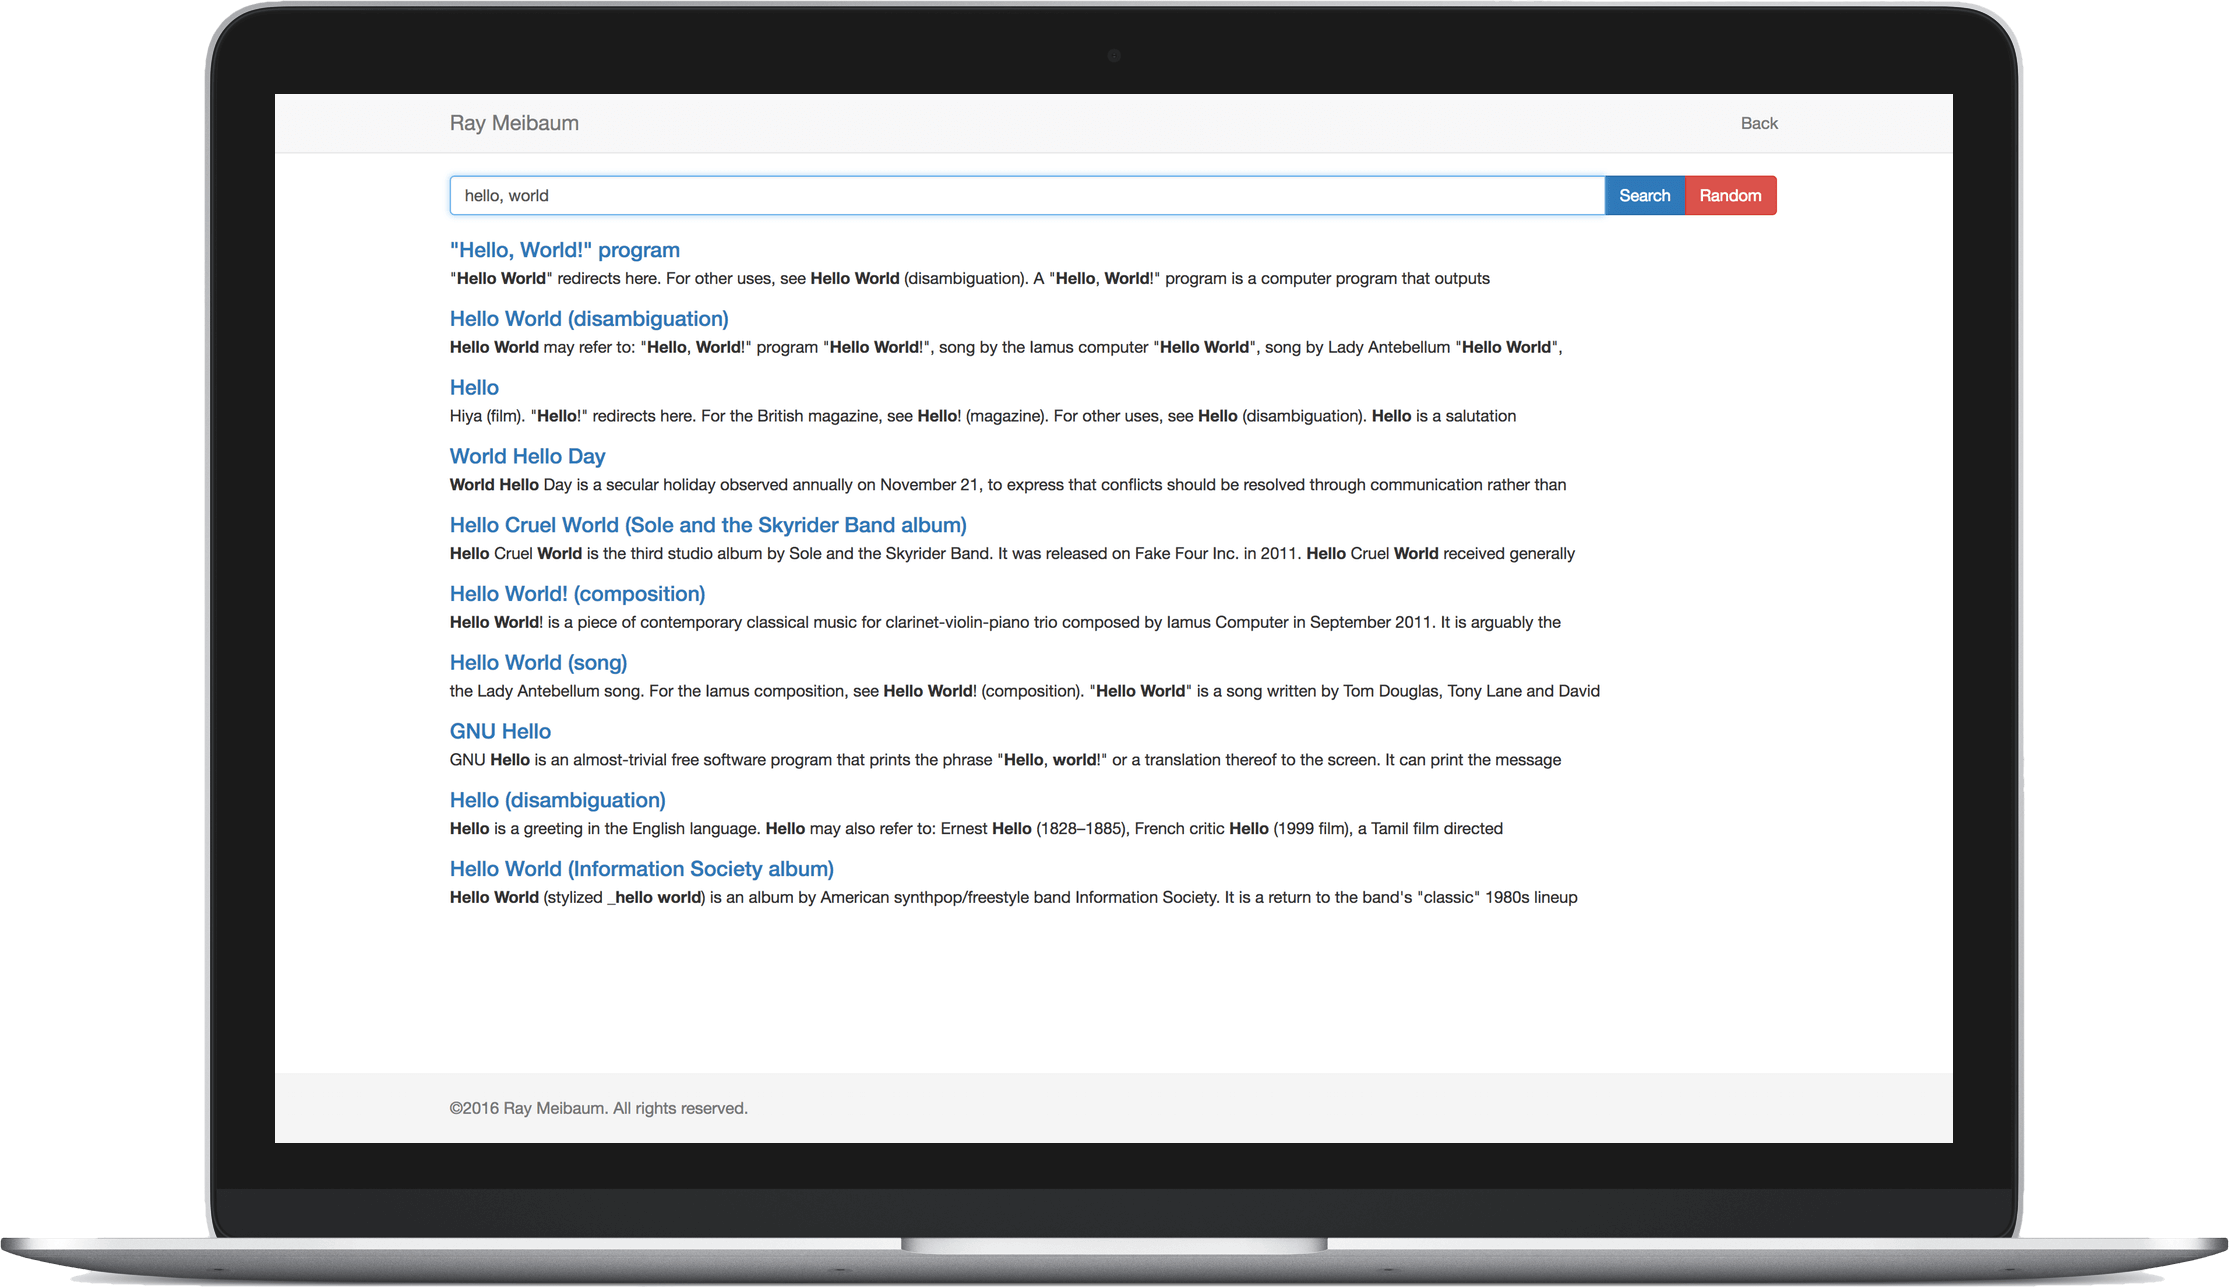 Ray Meibaum
Back
hello, world
Search
Random
"Hello, World!" program
"Hello World" redirects here. For other uses, see Hello World (disambiguation). A "Hello, World!" program is a computer program that outputs
Hello World (disambiguation)
Hello World may refer to: "Hello, World!" program "Hello World!", song by the Iamus computer "Hello World", song by Lady Antebellum "Hello World",
Hello
Hiya (film). "Hello!" redirects here. For the British magazine, see Hello! (magazine). For other uses, see Hello (disambiguation). Hello is a salutation
World Hello Day
World Hello Day is a secular holiday observed annually on November 21, to express that conflicts should be resolved through communication rather than
Hello Cruel World (Sole and the Skyrider Band album)
Hello Cruel World is the third studio album by Sole and the Skyrider Band. It was released on Fake Four Inc. in 2011. Hello Cruel World received generally
Hello World! (composition)
Hello World! is a piece of contemporary classical music for clarinet-violin-piano trio composed by Iamus Computer in September 2011. It is arguably the
Hello World (song)
the Lady Antebellum song. For the Iamus composition, see Hello World! (composition). "Hello World" is a song written by Tom Douglas, Tony Lane and David
GNU Hello
GNU Hello is an almost-trivial free software program that prints the phrase "Hello, world!" or a translation thereof to the screen. It can print the message
Hello (disambiguation)
Hello is a greeting in the English language. Hello may also refer to: Ernest Hello (1828–1885), French critic Hello (1999 film), a Tamil film directed
Hello World (Information Society album)
Hello World (stylized _hello world) is an album by American synthpop/freestyle band Information Society. It is a return to the band's "classic" 1980s lineup
©2016 Ray Meibaum. All rights reserved.